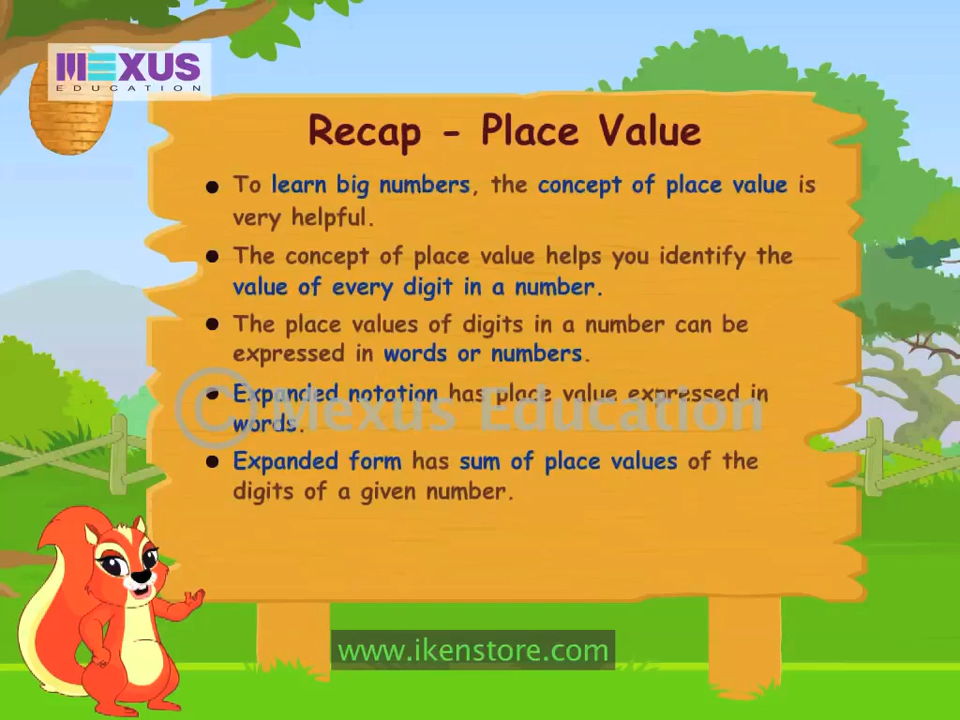 MEXUS
EDUCATION
Recap - Place Value
• To learn big numbers, the concept of place value is
very helpful.
• The concept of place value helps you identify the
value of every digit in a number.
• The place values of digits in a number can be
expressed in words or numbers.
• Expanded notation has place value expressed in
© Mexus Education
words.
• Expanded form has sum of place values of the
digits of a given number.
www.ikenstore.com